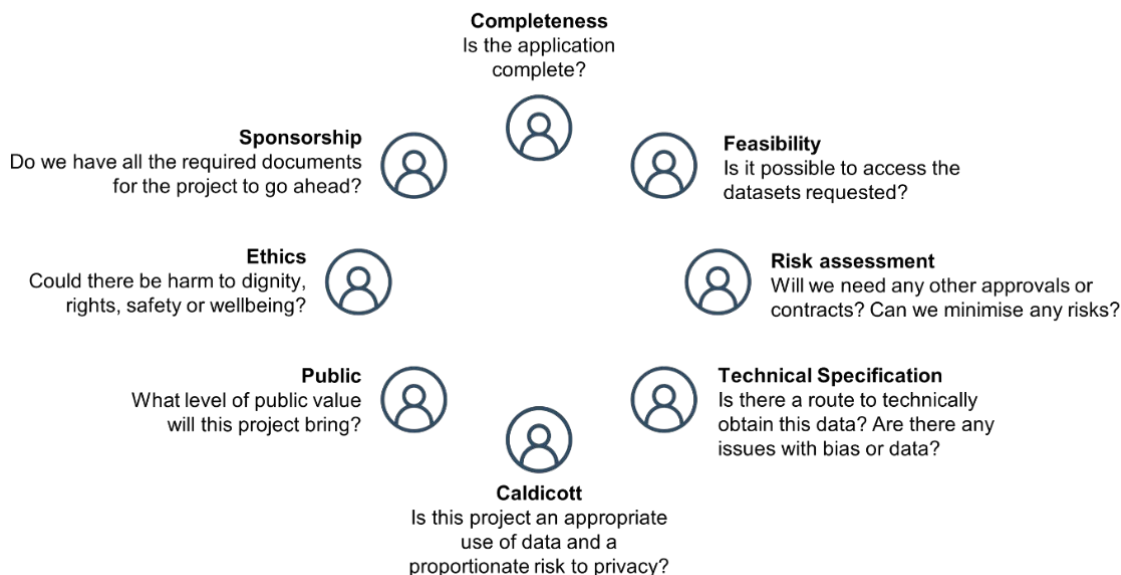 Completeness
Is the application
complete?
Feasibility
Is it possible to access the
datasets requested?
Risk assessment
Will we need any other approvals or
contracts? Can we minimise any risks?
Technical Specification
Is there a route to technically
obtain this data? Are there any
issues with bias or data?
Caldicott
Is this project an appropriate
use of data and a
proportionate risk to privacy?
Public
What level of public value
will this project bring?
Ethics
Could there be harm to dignity,
rights, safety or wellbeing?
Sponsorship
Do we have all the required documents
for the project to go ahead?